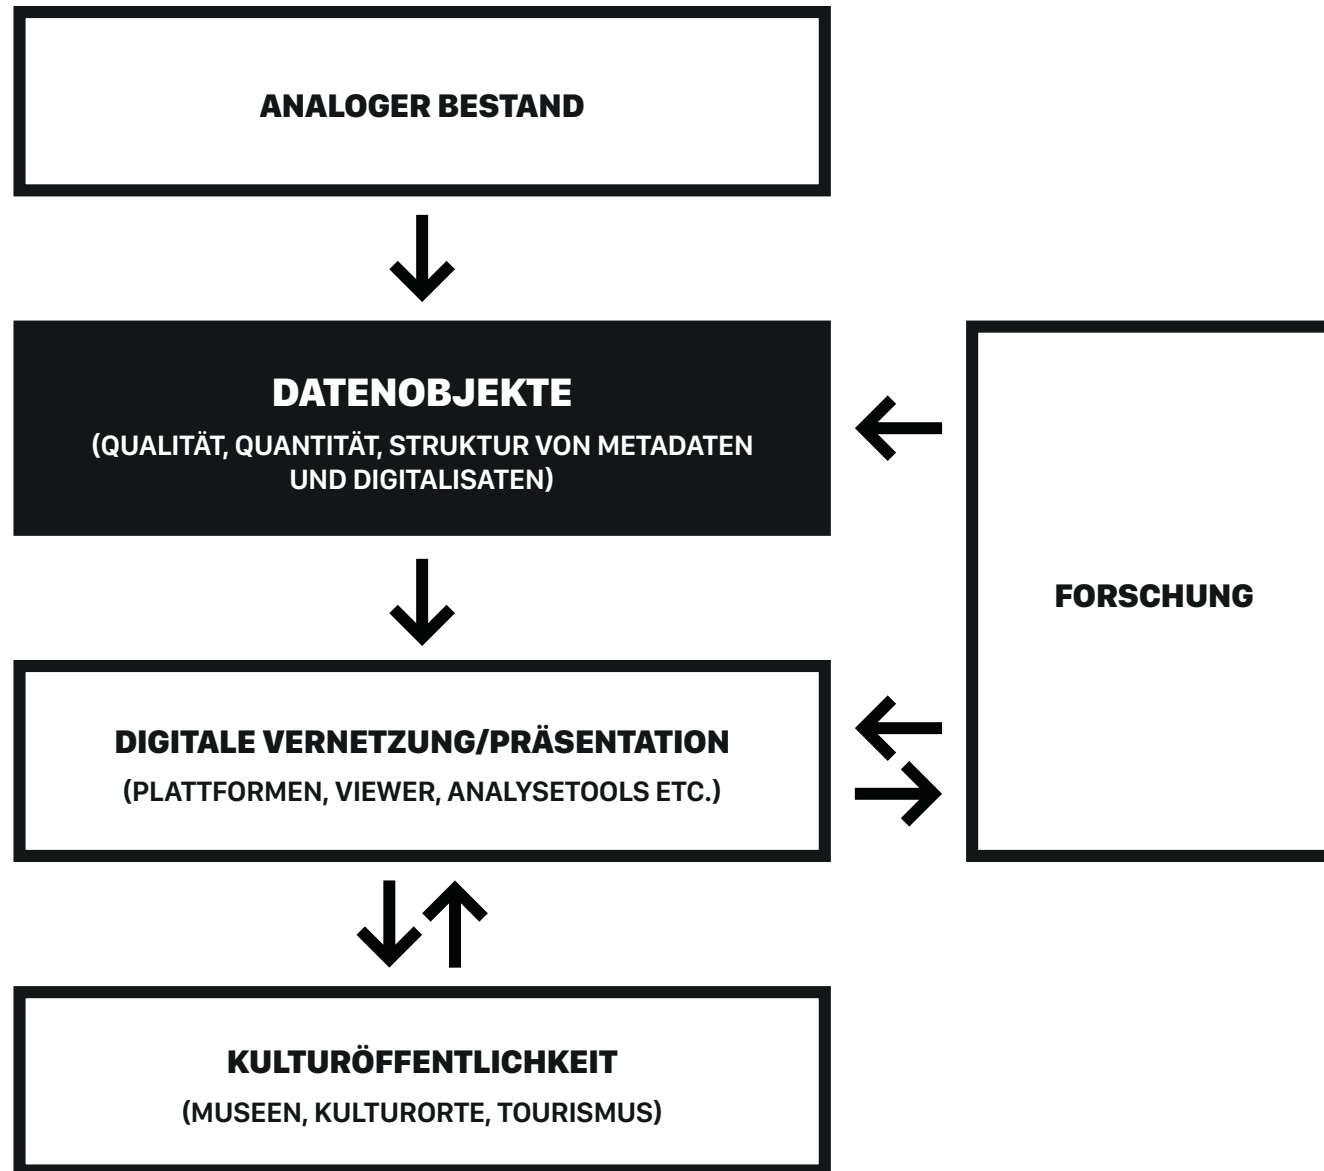 ANALOGER BESTAND
DATENOBJEKTE
(QUALITÄT, QUANTITÄT, STRUKTUR VON METADATEN
UND DIGITALISATEN)
FORSCHUNG
DIGITALE VERNETZUNG/PRÄSENTATION
(PLATTFORMEN, VIEWER, ANALYSETOOLS ETC.)
KULTURÖFFENTLICHKEIT
(MUSEEN, KULTURORTE, TOURISMUS)